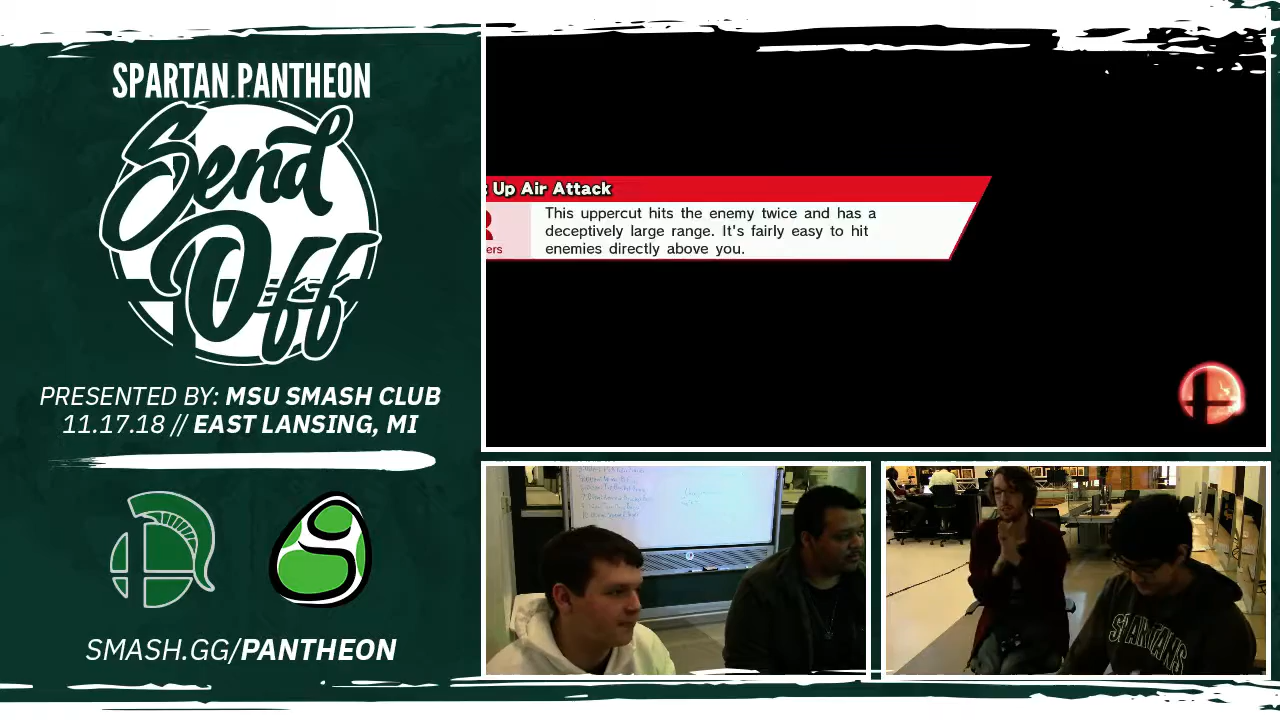 SPARTAN PANTHEON
Send
Off
PRESENTED BY: MSU SMASH CLUB
11.17.18 // EAST LANSING, MI
SMASH.GG/PANTHEON
Up Air Attack
ers
This uppercut hits the enemy twice and has a
deceptively large range. It's fairly easy to hit
enemies directly above you.
SPARTANS